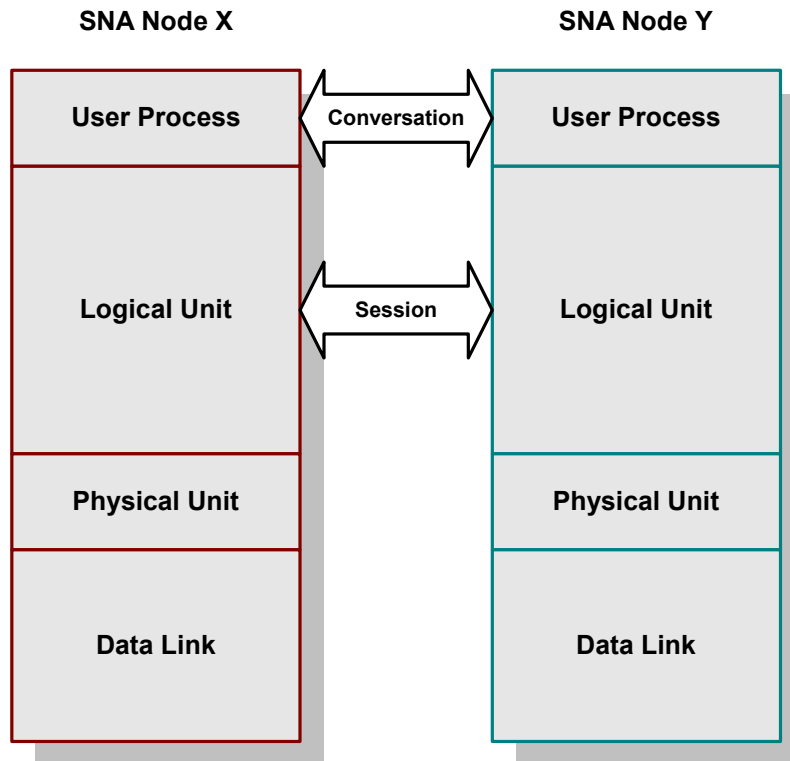 SNA Node X
SNA Node Y
User Process
Conversation
User Process
Logical Unit
Session
Logical Unit
Physical Unit
Physical Unit
Data Link
Data Link